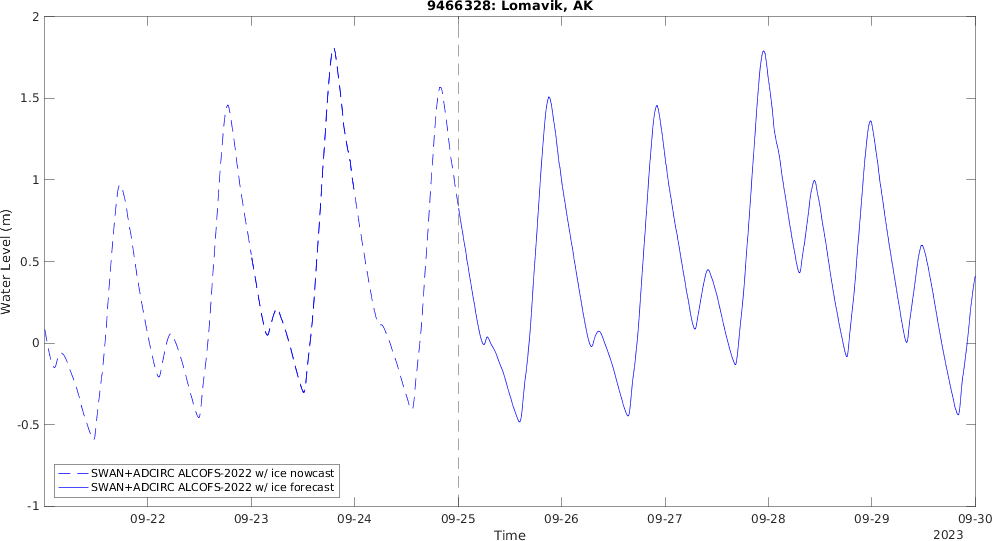 9466328: Lomavik, AK
2
1.5
1
0.5
0
-0.5
-1
Water Level (m)
SWAN+ADCIRC ALCOFS-2022 w/ ice nowcast
SWAN+ADCIRC ALCOFS-2022 w/ ice forecast
09-22 09-23 09-24 09-25 09-26 09-27 09-28 09-29 09-30
Time
2023